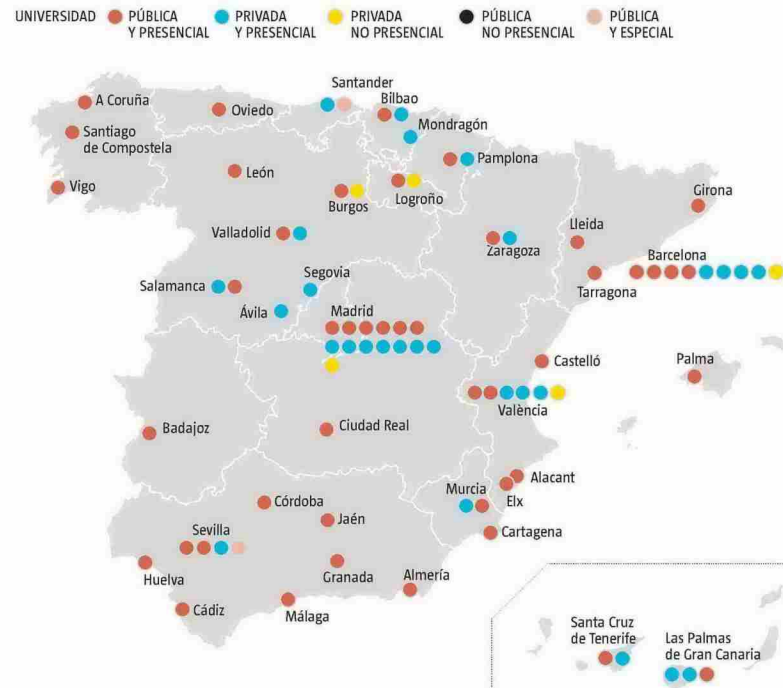 UNIVERSIDAD
PÚBLICA
Y PRESENCIAL
PRIVADA
Y PRESENCIAL
PRIVADA
NO PRESENCIAL
PÚBLICA
NO PRESENCIAL
PÚBLICA
Y ESPECIAL
Santander
A Coruña
Oviedo
Bilbao
Mondragón
Santiago
de Compostela
Pamplona
León
Vigo
Burgos
Logroño
Girona
Valladolid
Lleida
Zaragoza
Barcelona
Salamanca
Segovia
Tarragona
Ávila
Madrid
Castelló
Palma
València
Badajoz
Ciudad Real
Alacant
Murcia
Elx
Córdoba
Jaén
Cartagena
Sevilla
Huelva
Granada
Almería
Cádiz
Málaga
Santa Cruz
de Tenerife
Las Palmas
de Gran Canaria